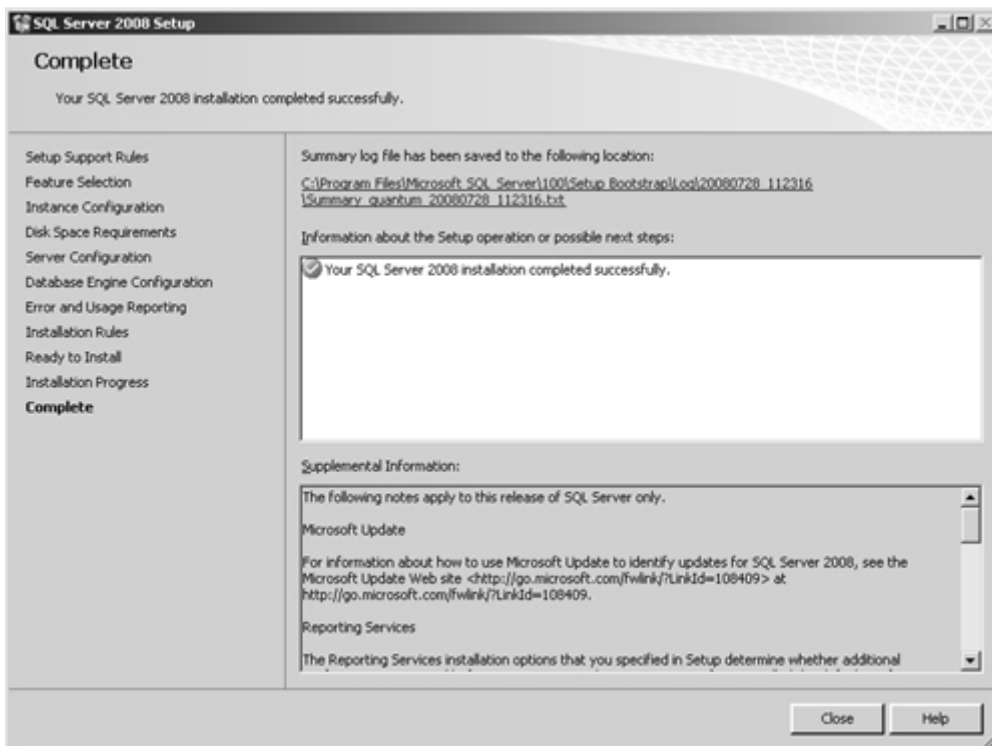 SQL Server 2008 Setup
Complete
Your SQL Server 2008 installation completed successfully.
Setup Support Rules
Feature Selection
Instance Configuration
Disk Space Requirements
Server Configuration
Database Engine Configuration
Error and Usage Reporting
Installation Rules
Ready to Install
Installation Progress
Complete
Summary log file has been saved to the following location:
C:\Program Files\Microsoft SQL Server\100\Setup Bootstrap\Log\20080728_112316
\Summary_quantum_20080728_112316.txt
Information about the Setup operation or possible next steps:
Your SQL Server 2008 installation completed successfully.
Supplemental Information:
The following notes apply to this release of SQL Server only.
Microsoft Update
For information about how to use Microsoft Update to identify updates for SQL Server 2008, see the
Microsoft Update Web site <http://go.microsoft.com/fwlink/?LinkId=108409> at
http://go.microsoft.com/fwlink/?LinkId=108409.
Reporting Services
The Reporting Services installation options that you specified in Setup determine whether additional
Close
Help